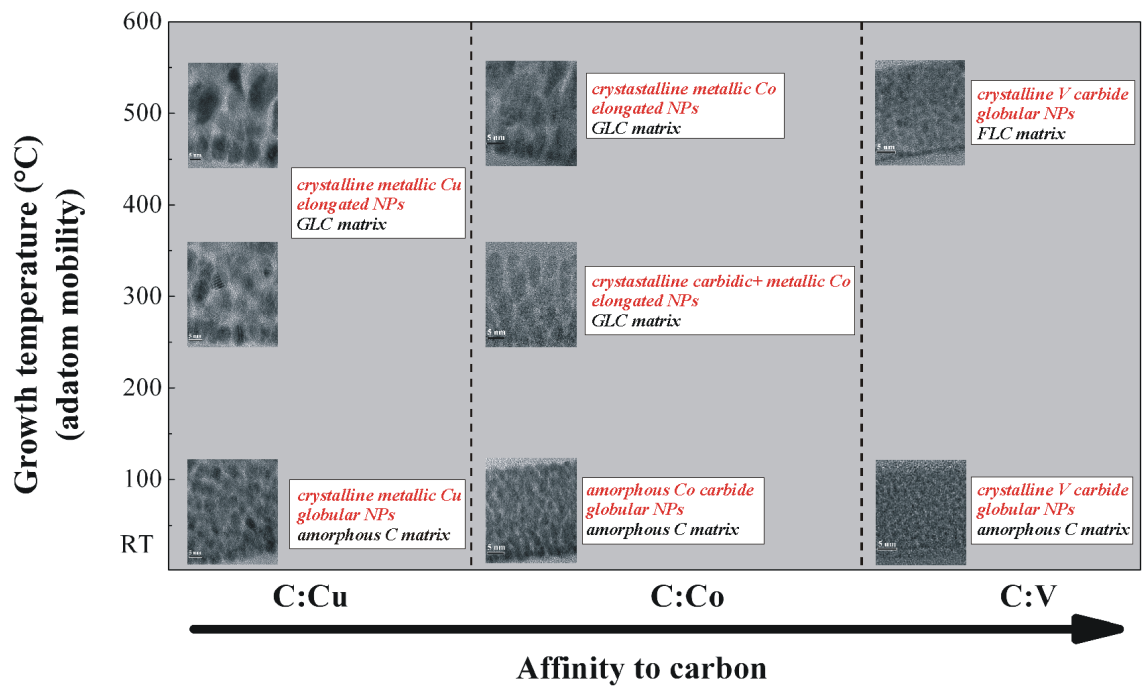 600
500
400
300
200
100
RT
Growth temperature (°C)
(adatom mobility)
5 nm
crystalline metallic Cu
elongated NPs
GLC matrix
5 nm
crystalline metallic Cu
globular NPs
amorphous C matrix
5 nm
crystastalline metallic Co
elongated NPs
GLC matrix
5 nm
crystastalline carbidic+ metallic Co
elongated NPs
GLC matrix
5 nm
amorphous Co carbide
globular NPs
amorphous C matrix
5 nm
crystalline V carbide
globular NPs
FLC matrix
5 nm
crystalline V carbide
globular NPs
amorphous C matrix
5 nm
C:Cu
C:Co
C:V
Affinity to carbon